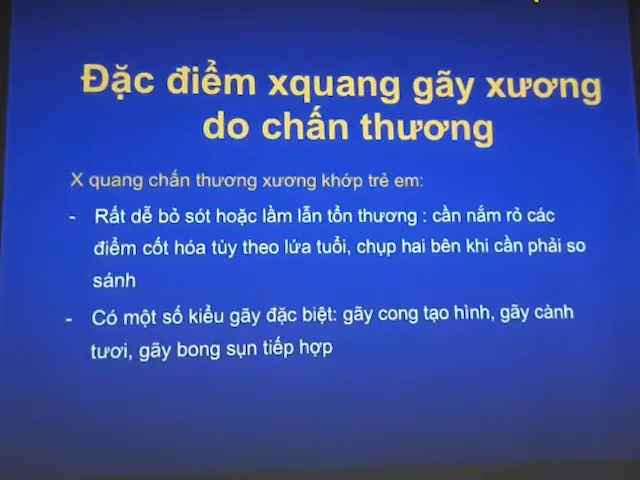 Đặc điểm xquang gãy xương
do chấn thương
X quang chấn thương xương khớp trẻ em:
- Rất dễ bỏ sót hoặc lầm lẫn tổn thương : cần nắm rỏ các
điểm cốt hóa tùy theo lứa tuổi, chụp hai bên khi cần phải so
sánh
- Có một số kiểu gãy đặc biệt: gãy cong tạo hình, gãy cành
tươi, gãy bong sụn tiếp hợp